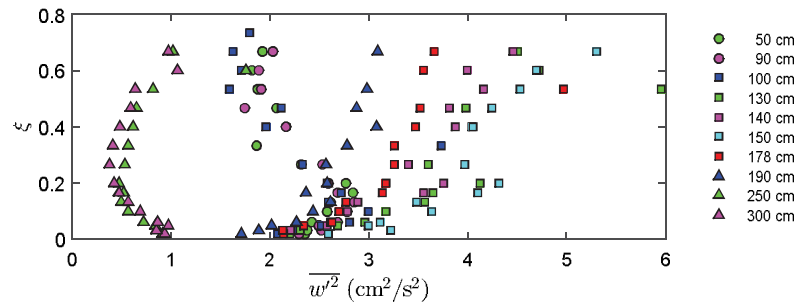 0.8
0.6
0.4
0.2
0
ξ
0 1 2 3 4 5 6
w′² (cm²/s²)
50 cm
90 cm
100 cm
130 cm
140 cm
150 cm
178 cm
190 cm
250 cm
300 cm